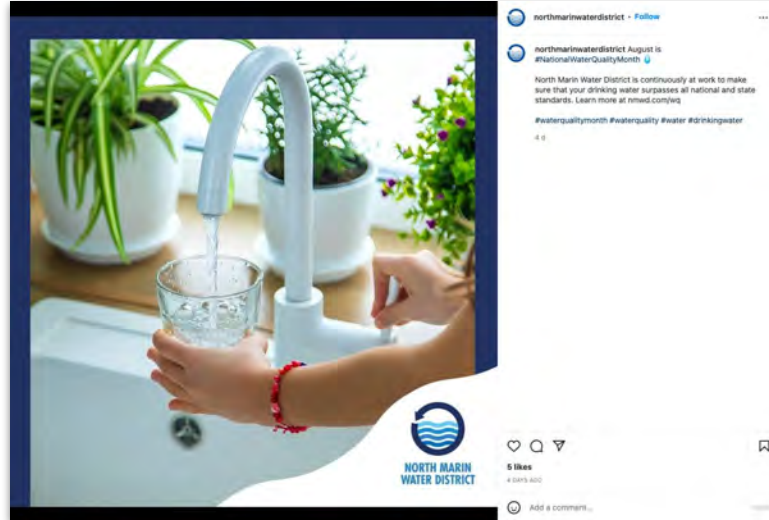 northmarinwaterdistrict • Follow
northmarinwaterdistrict August is
#NationalWaterQualityMonth
North Marin Water District is continuously at work to make
sure that your drinking water surpasses all national and state
standards. Learn more at nmwd.com/wq
#waterqualitymonth #waterquality #water #drinkingwater
4 d
NORTH MARIN
WATER DISTRICT
5 likes
4 DAYS AGO
Add a comment...